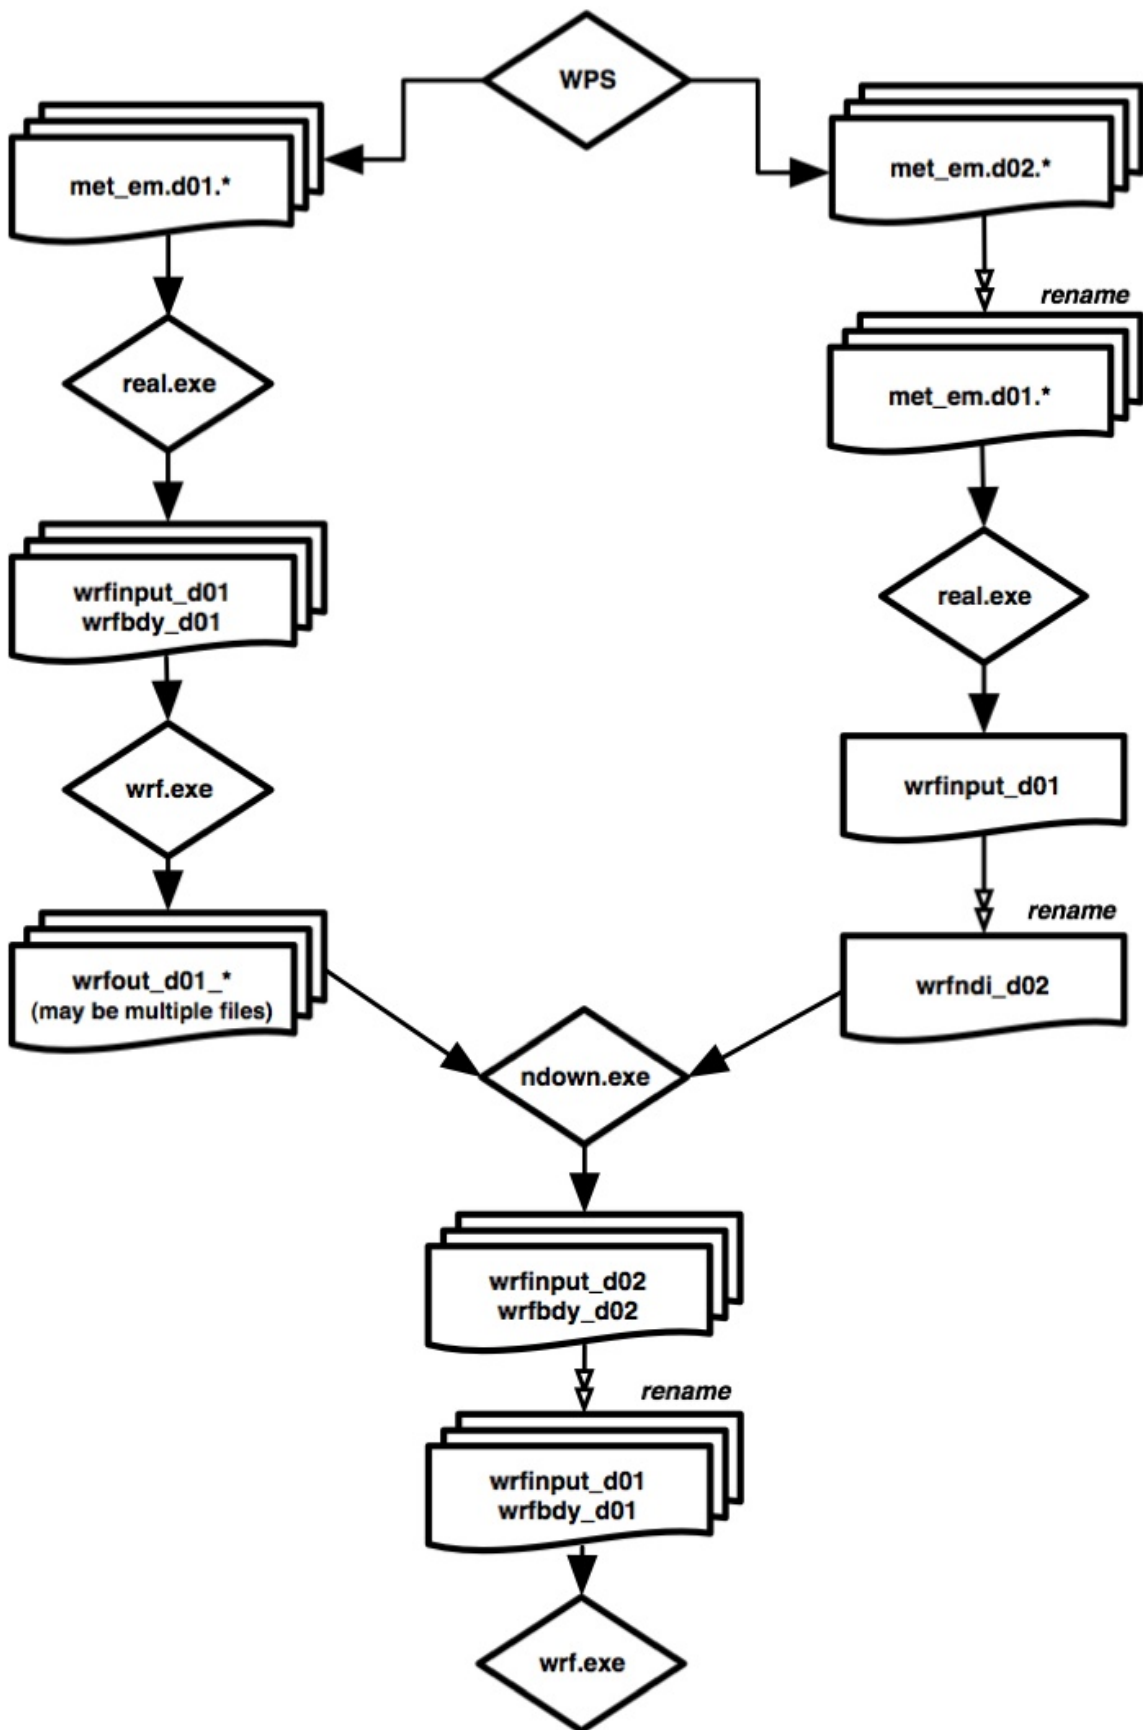 WPS
met_em.d01.*
met_em.d02.*
rename
met_em.d01.*
real.exe
real.exe
wrfinput_d01
wrfbdy_d01
wrf.exe
wrfinput_d01
rename
wrfout_d01_*
(may be multiple files)
wrfndi_d02
ndown.exe
wrfinput_d02
wrfbdy_d02
rename
wrfinput_d01
wrfbdy_d01
wrf.exe